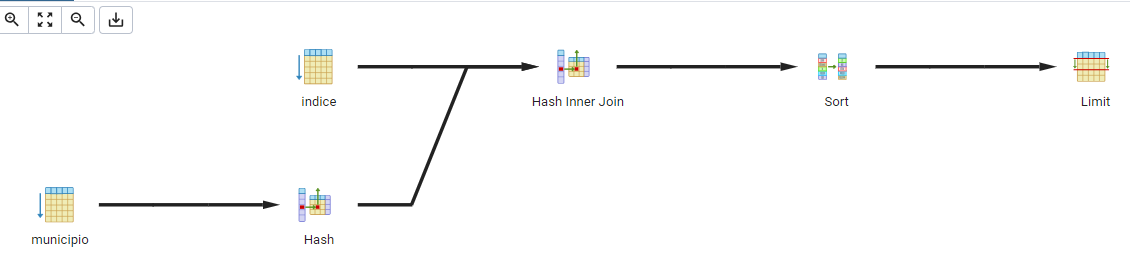 indice
Hash Inner Join
Sort
Limit
municipio
Hash